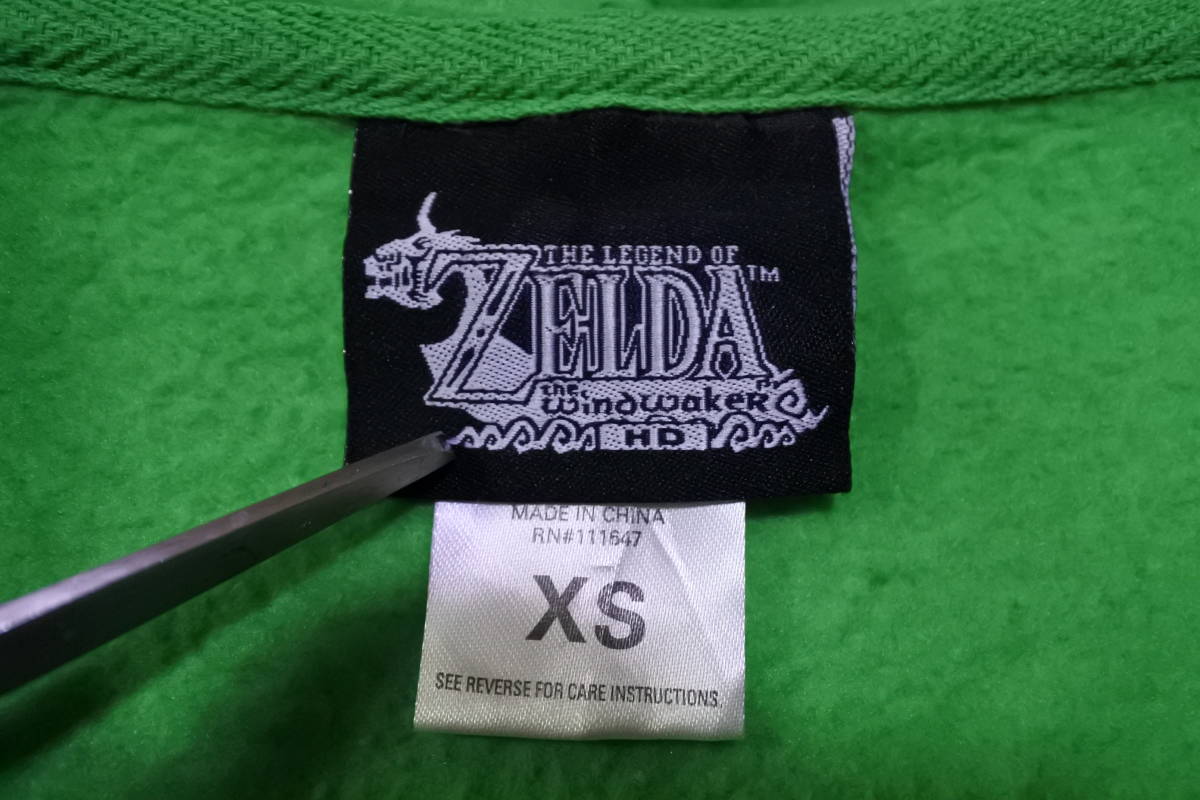 THE LEGEND OF
ZELDA™
the
WindWaker
HD
MADE IN CHINA
RN#111647
XS
SEE REVERSE FOR CARE INSTRUCTIONS